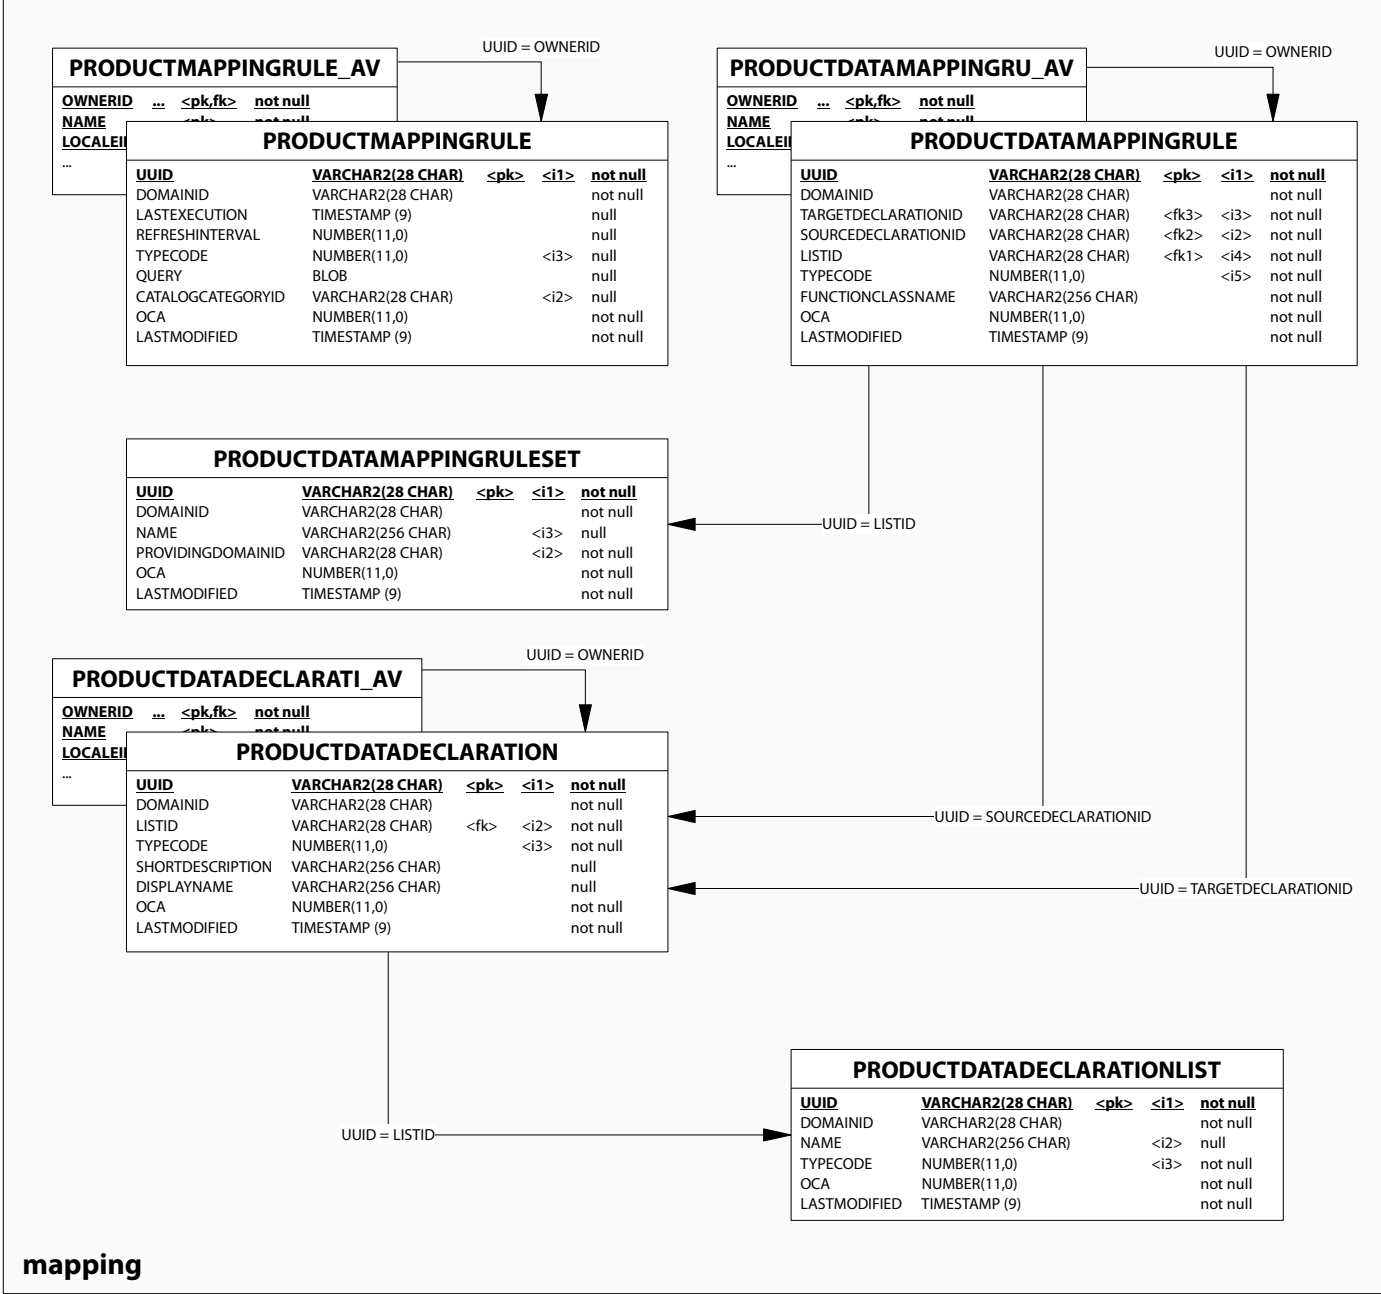 UUID = OWNERID
PRODUCTMAPPINGRULE_AV
OWNERID ... <pk,fk> not null
NAME <pk> not null
...
PRODUCTMAPPINGRULE
UUID VARCHAR2(28 CHAR) <pk> <i1> not null
DOMAINID VARCHAR2(28 CHAR) not null
LASTEXECUTION TIMESTAMP (9) null
REFRESHINTERVAL NUMBER(11,0) null
TYPECODE NUMBER(11,0) <i3> null
QUERY BLOB null
CATALOGCATEGORYID VARCHAR2(28 CHAR) <i2> null
OCA NUMBER(11,0) not null
LASTMODIFIED TIMESTAMP (9) not null
UUID = OWNERID
PRODUCTDATAMAPPINGRU_AV
OWNERID ... <pk,fk> not null
NAME <pk> not null
...
PRODUCTDATAMAPPINGRULE
UUID VARCHAR2(28 CHAR) <pk> <i1> not null
DOMAINID VARCHAR2(28 CHAR) not null
TARGETDECLARATIONID VARCHAR2(28 CHAR) <fk3> <i3> not null
SOURCEDECLARATIONID VARCHAR2(28 CHAR) <fk2> <i2> not null
LISTID VARCHAR2(28 CHAR) <fk1> <i4> not null
TYPECODE NUMBER(11,0) <i5> not null
FUNCTIONCLASSNAME VARCHAR2(256 CHAR) not null
OCA NUMBER(11,0) not null
LASTMODIFIED TIMESTAMP (9) not null
PRODUCTDATAMAPPINGRULESET
UUID VARCHAR2(28 CHAR) <pk> <i1> not null
DOMAINID VARCHAR2(28 CHAR) not null
NAME VARCHAR2(256 CHAR) <i3> null
PROVIDINGDOMAINID VARCHAR2(28 CHAR) <i2> not null
OCA NUMBER(11,0) not null
LASTMODIFIED TIMESTAMP (9) not null
UUID = LISTID
UUID = OWNERID
PRODUCTDATADECLARATI_AV
OWNERID ... <pk,fk> not null
NAME <pk> not null
...
PRODUCTDATADECLARATION
UUID VARCHAR2(28 CHAR) <pk> <i1> not null
DOMAINID VARCHAR2(28 CHAR) not null
LISTID VARCHAR2(28 CHAR) <fk> <i2> not null
TYPECODE NUMBER(11,0) <i3> not null
SHORTDESCRIPTION VARCHAR2(256 CHAR) null
DISPLAYNAME VARCHAR2(256 CHAR) null
OCA NUMBER(11,0) not null
LASTMODIFIED TIMESTAMP (9) not null
UUID = SOURCEDECLARATIONID
UUID = TARGETDECLARATIONID
UUID = LISTID
PRODUCTDATADECLARATIONLIST
UUID VARCHAR2(28 CHAR) <pk> <i1> not null
DOMAINID VARCHAR2(28 CHAR) not null
NAME VARCHAR2(256 CHAR) <i2> null
TYPECODE NUMBER(11,0) <i3> not null
OCA NUMBER(11,0) not null
LASTMODIFIED TIMESTAMP (9) not null
mapping